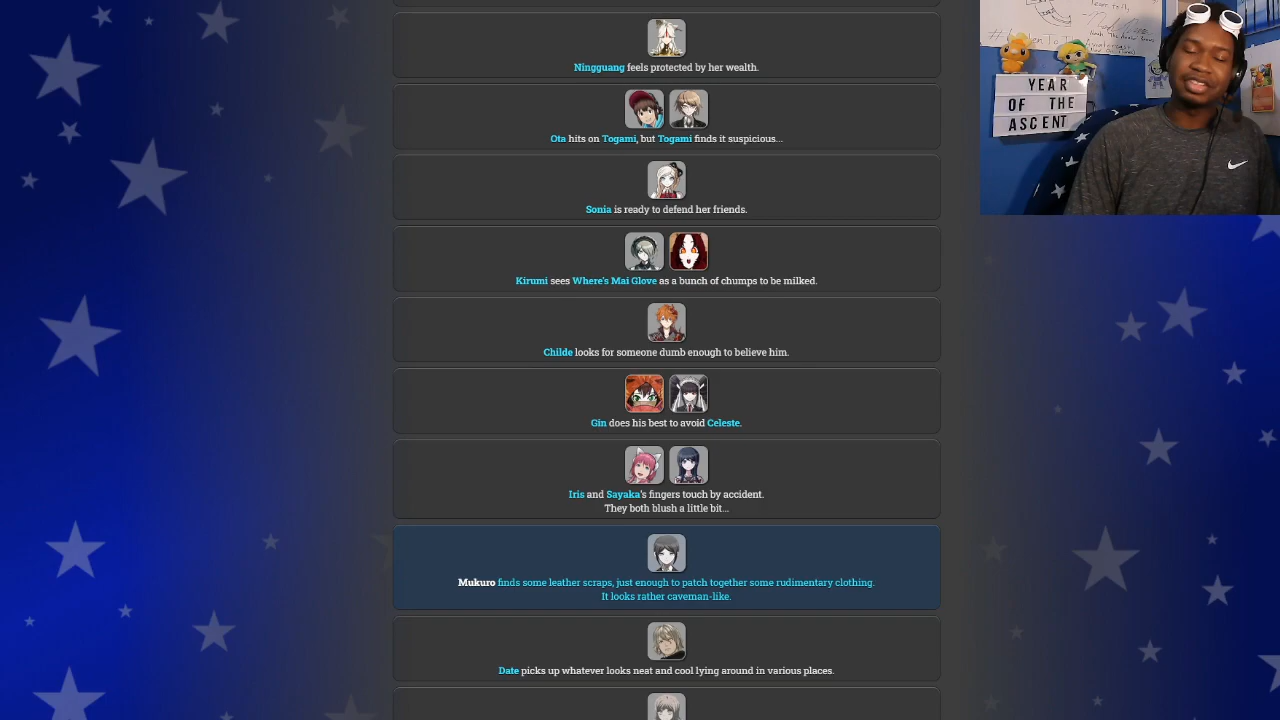 Ningguang feels protected by her wealth.
Ota hits on Togami, but Togami finds it suspicious...
Sonia is ready to defend her friends.
Kirumi sees Where's Mai Glove as a bunch of chumps to be milked.
Childe looks for someone dumb enough to believe him.
Gin does his best to avoid Celeste.
Iris and Sayaka's fingers touch by accident.
They both blush a little bit...
Mukuro finds some leather scraps, just enough to patch together some rudimentary clothing.
It looks rather caveman-like.
Date picks up whatever looks neat and cool lying around in various places.
YEAR
OF THE
ASCENT